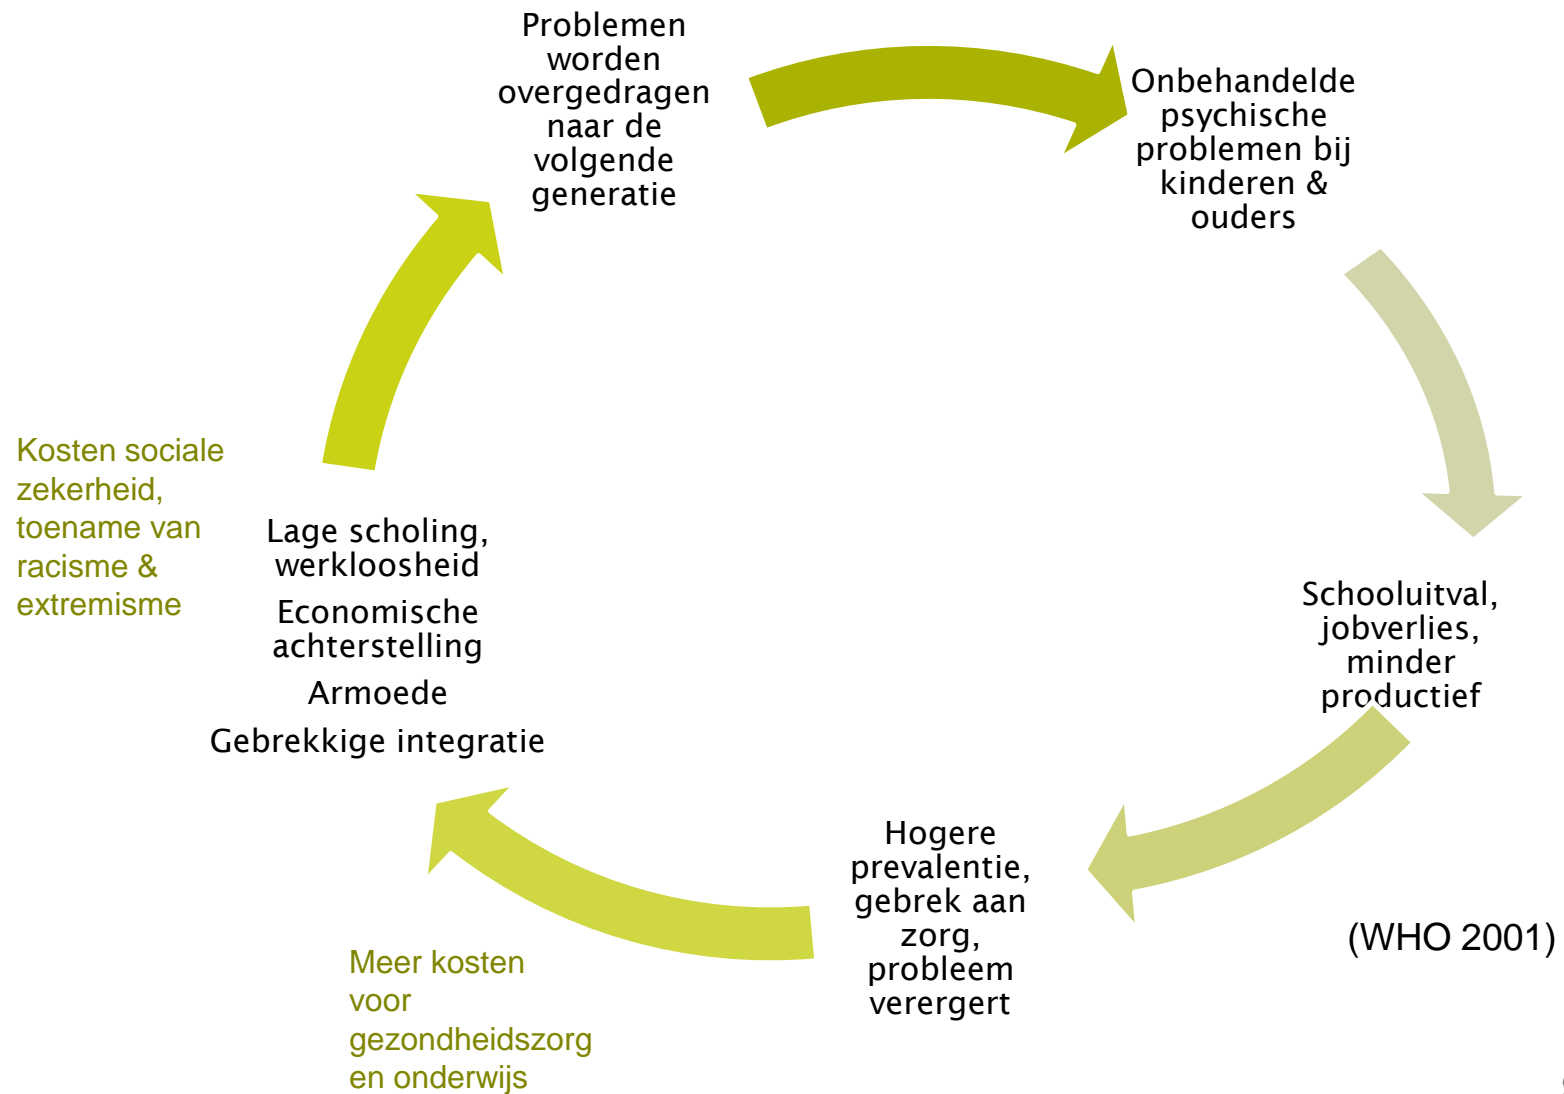 Problemen
worden
overgedragen
naar de
volgende
generatie
Onbehandelde
psychische
problemen bij
kinderen &
ouders
Schooluitval,
jobverlies,
minder
productief
Hogere
prevalentie,
gebrek aan
zorg,
probleem
verergert
Lage scholing,
werkloosheid
Economische
achterstelling
Armoede
Gebrekkige integratie
Kosten sociale
zekerheid,
toename van
racisme &
extremisme
Meer kosten
voor
gezondheidszorg
en onderwijs
(WHO 2001)